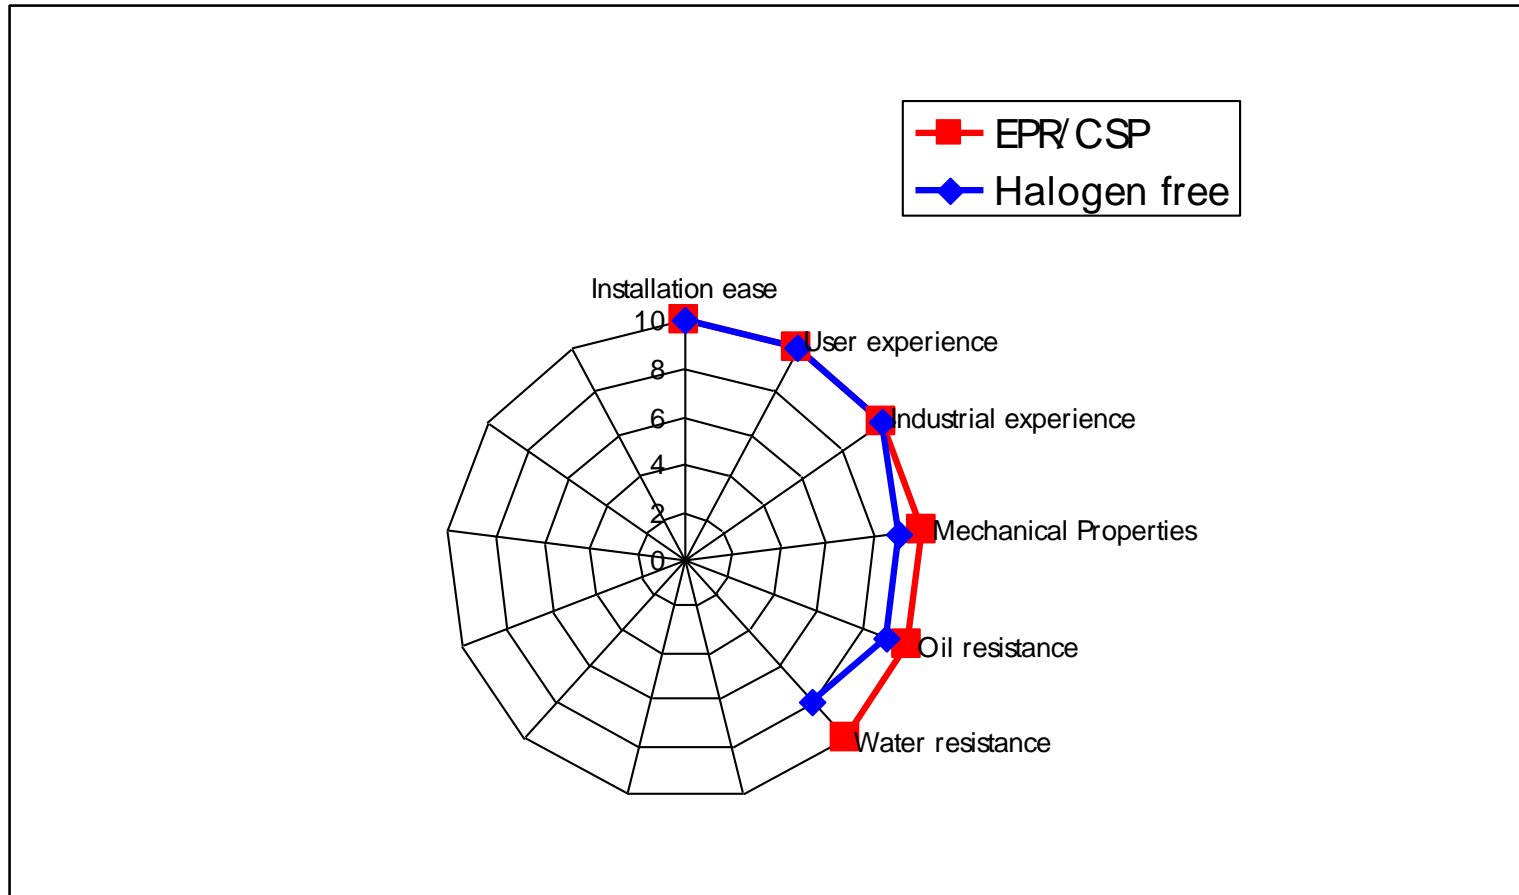 EPR/ CSP
Halogen free
Installation ease
10
User experience
8
Industrial experience
6
4
2
Mechanical Properties
0
Oil resistance
Water resistance